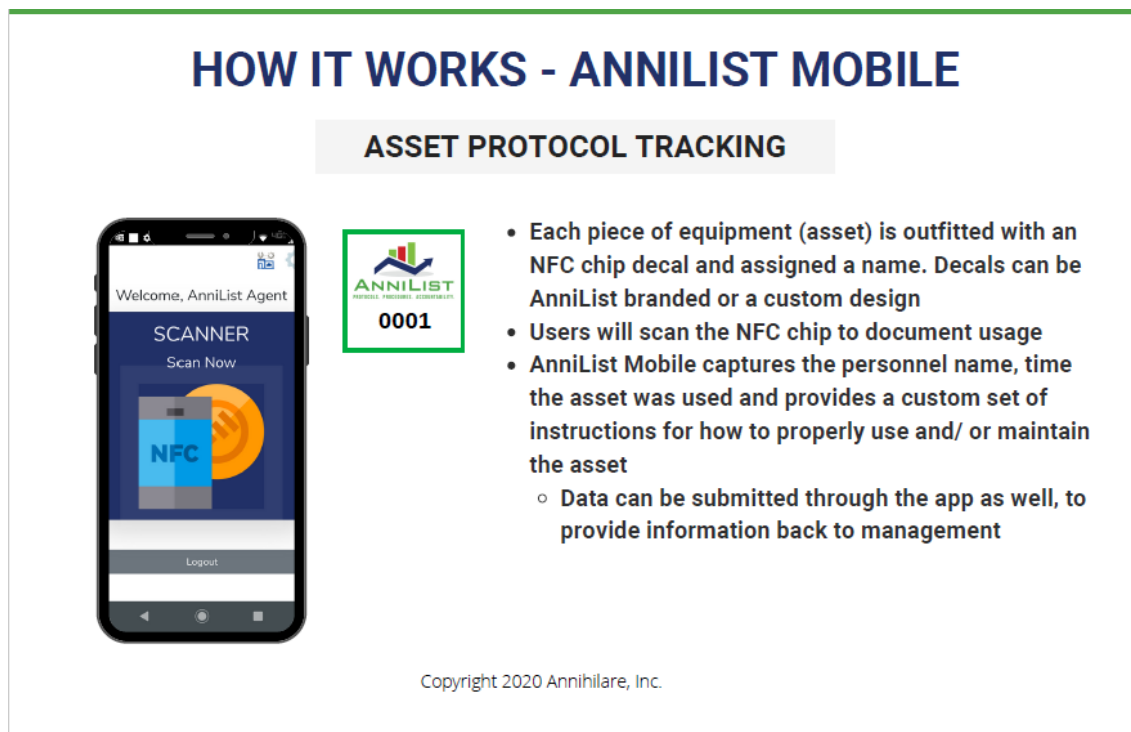 HOW IT WORKS - ANNILIST MOBILE
ASSET PROTOCOL TRACKING
Welcome, AnniList Agent
SCANNER
Scan Now
NFC
Logout
ANNILIST
PROTOCOLS. PROCEDURES. ACCOUNTABILITY.
0001
• Each piece of equipment (asset) is outfitted with an
NFC chip decal and assigned a name. Decals can be
AnniList branded or a custom design
• Users will scan the NFC chip to document usage
• AnniList Mobile captures the personnel name, time
the asset was used and provides a custom set of
instructions for how to properly use and/ or maintain
the asset
○ Data can be submitted through the app as well, to
provide information back to management
Copyright 2020 Annihilare, Inc.